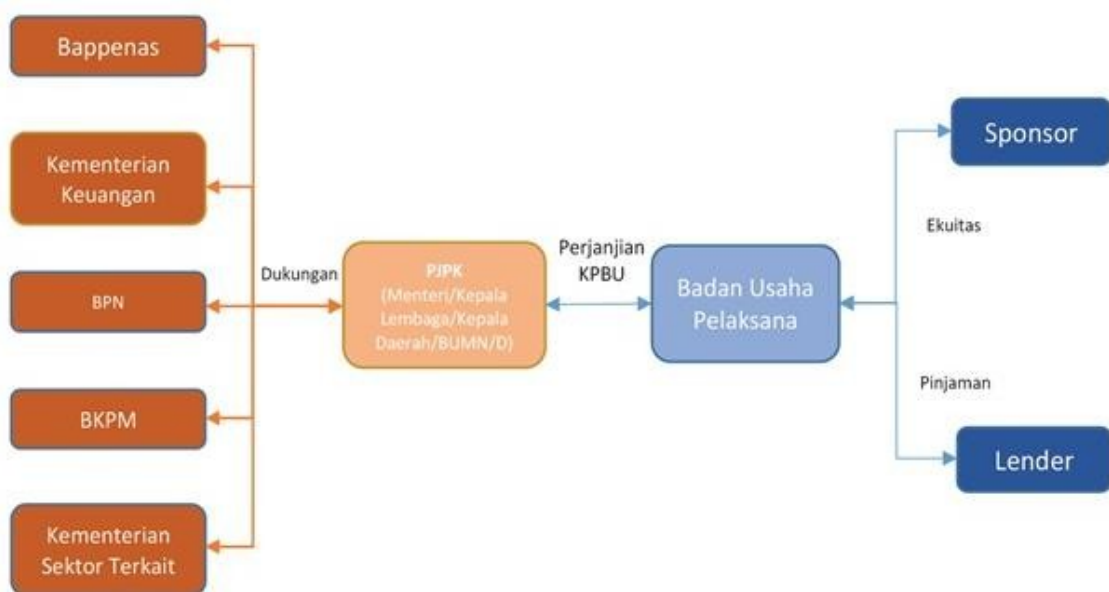 Bappenas
Kementerian
Keuangan
BPN
BKPM
Kementerian
Sektor Terkait
Dukungan
PJPK
(Menteri/Kepala
Lembaga/Kepala
Daerah/BUMN/D)
Perjanjian
KPBU
Badan Usaha
Pelaksana
Sponsor
Ekuitas
Pinjaman
Lender